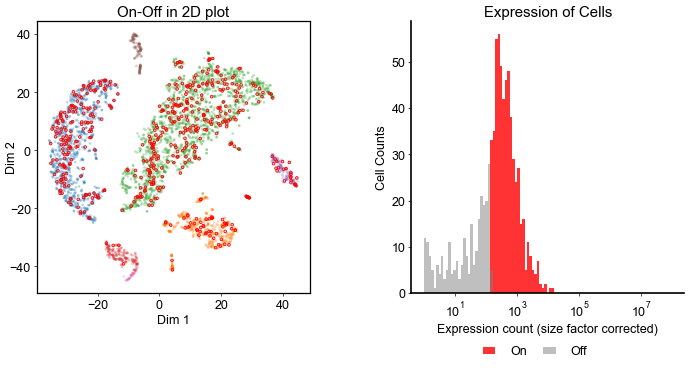 On-Off in 2D plot
Dim 2
40
20
0
−20
−40
−20
0
20
40
Dim 1
Expression of Cells
Cell Counts
50
40
30
20
10
0
10^1
10^3
10^5
10^7
Expression count (size factor corrected)
On
Off